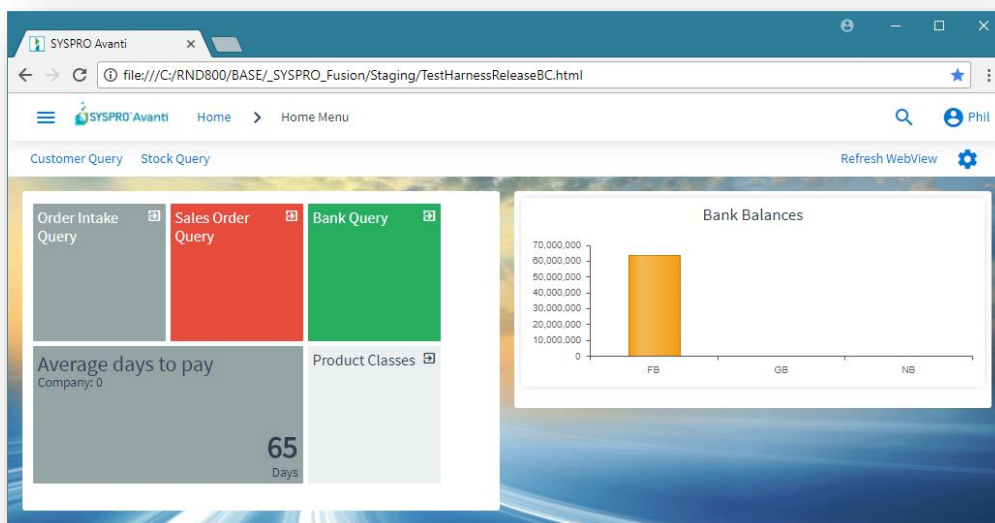 SYSPRO Avanti
file:///C:/RND800/BASE/_SYSPRO_Fusion/Staging/TestHarnessReleaseBC.html
SYSPRO Avanti Home Home Menu Phil
Customer Query Stock Query Refresh WebView
Order Intake
Query
Sales Order
Query
Bank Query
Average days to pay
Company: 0
65
Days
Product Classes
Bank Balances
70,000,000
60,000,000
50,000,000
40,000,000
30,000,000
20,000,000
10,000,000
0
FB GB NB